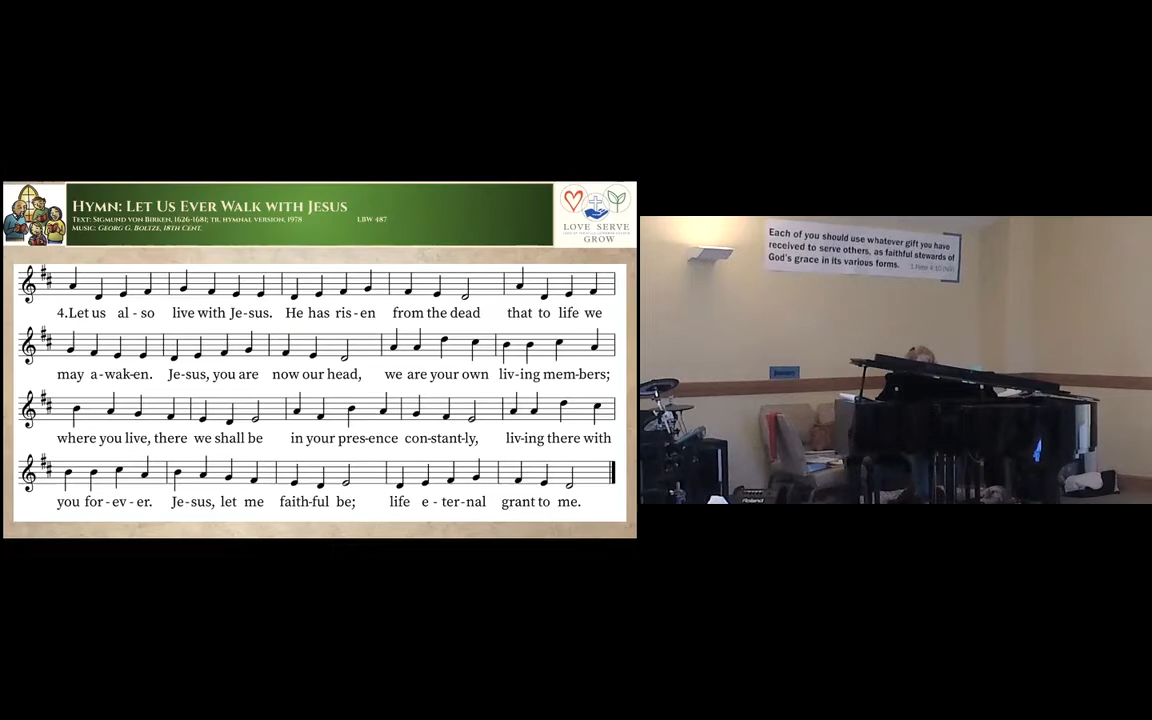 Hymn: Let Us Ever Walk with Jesus
Text: Sigmund von Birken, 1626-1681; tr. hymnal version, 1978 LBW 487
Music: Georg G. Boltze, 18th Cent.
LOVE SERVE
GROW
4.Let us al - so live with Je - sus. He has ris - en from the dead that to life we
may a - wak - en. Je - sus, you are now our head, we are your own liv - ing mem - bers;
where you live, there we shall be in your pres - ence con - stant - ly, liv - ing there with
you for - ev - er. Je - sus, let me faith - ful be; life e - ter - nal grant to me.
Each of you should use whatever gift you have
received to serve others, as faithful stewards of
God's grace in its various forms. 1 Peter 4:10 (NIV)
Roland